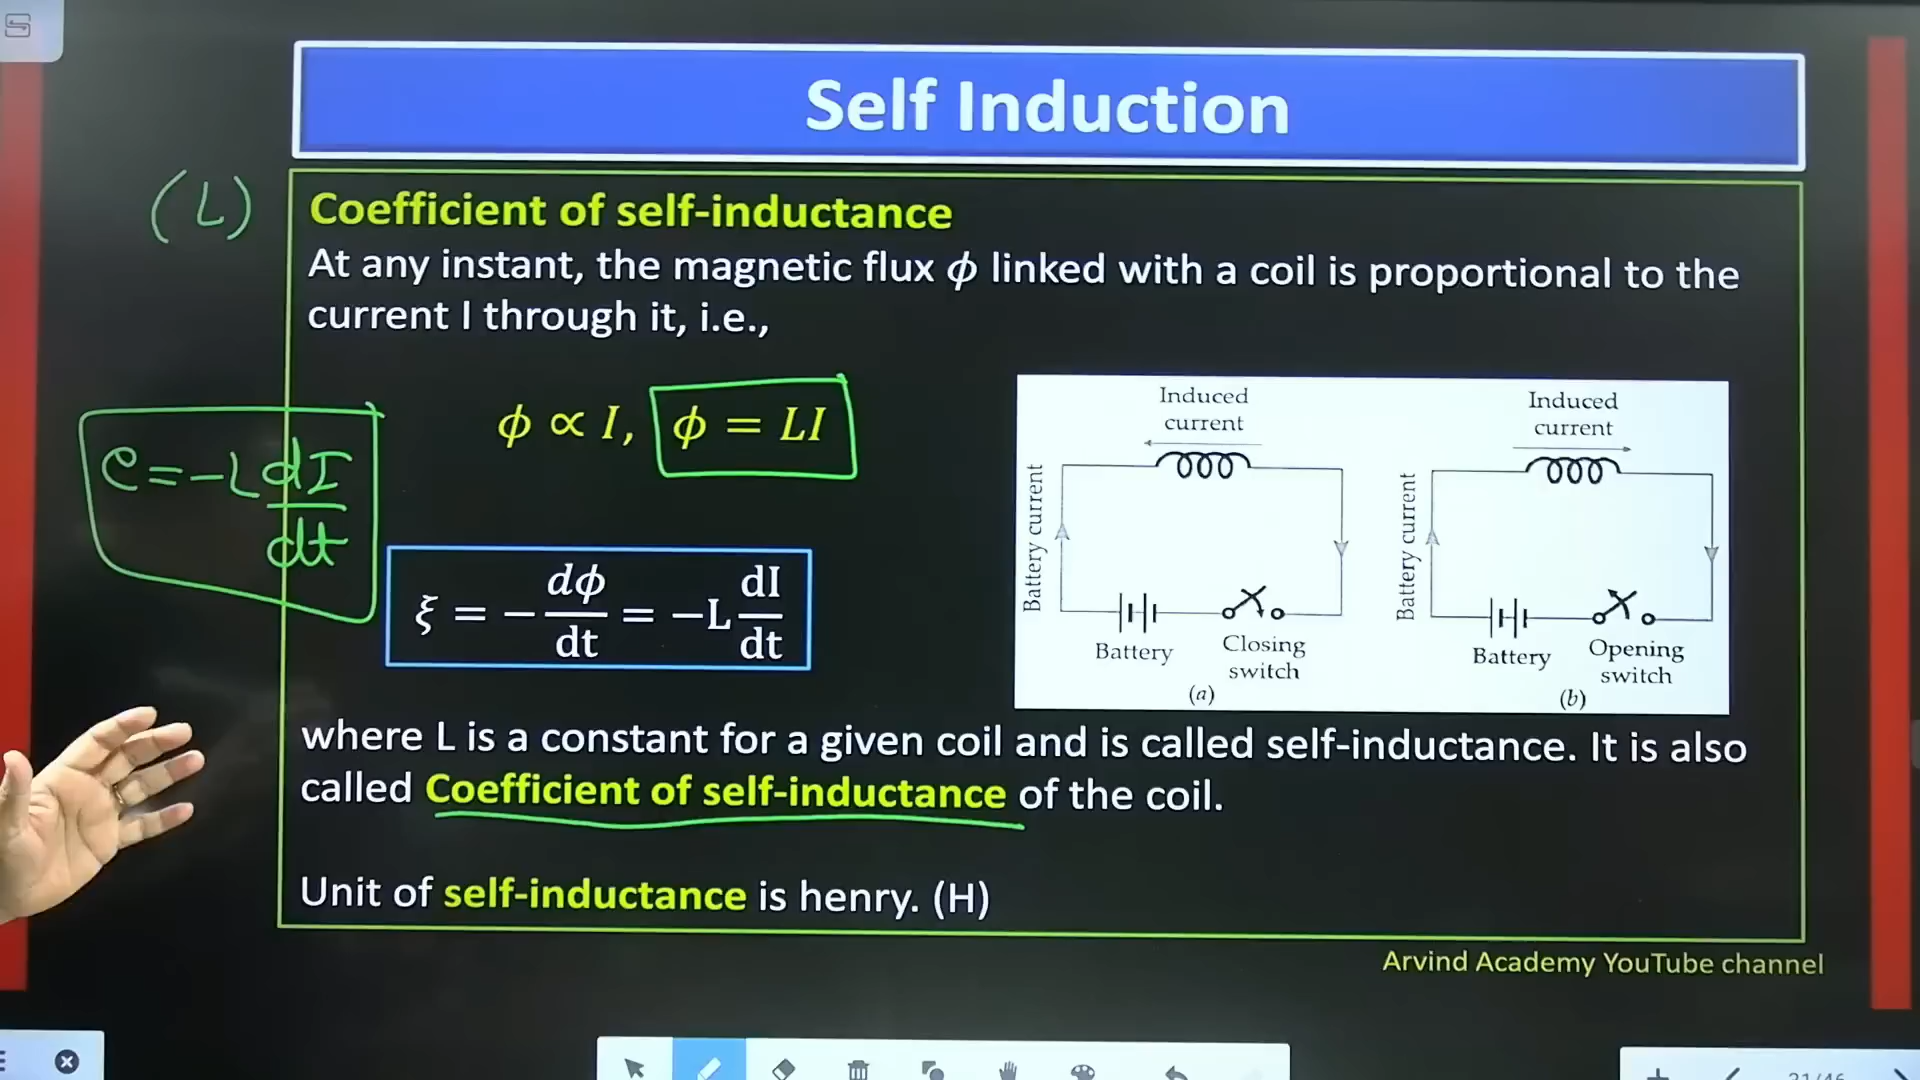 Self Induction
(L)
Coefficient of self-inductance
At any instant, the magnetic flux ϕ linked with a coil is proportional to the
current I through it, i.e.,
ϕ ∝ I, ϕ = LI
e = -L dI/dt
ξ = − dϕ/dt = −L dI/dt
Induced
current
Battery current
Battery
Closing
switch
(a)
Induced
current
Battery current
Battery
Opening
switch
(b)
where L is a constant for a given coil and is called self-inductance. It is also
called Coefficient of self-inductance of the coil.
Unit of self-inductance is henry. (H)
Arvind Academy YouTube channel